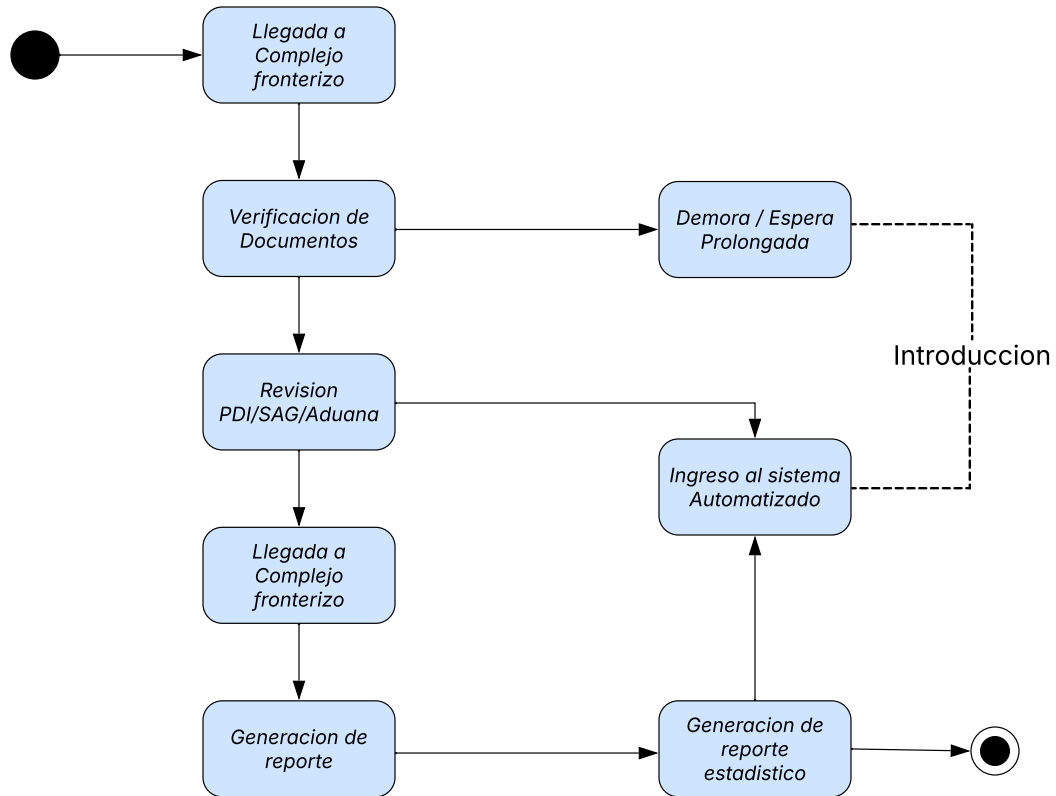 Llegada a
Complejo
fronterizo
Verificacion de
Documentos
Demora / Espera
Prolongada
Introduccion
Revision
PDI/SAG/Aduana
Ingreso al sistema
Automatizado
Llegada a
Complejo
fronterizo
Generacion de
reporte
Generacion de
reporte
estadistico